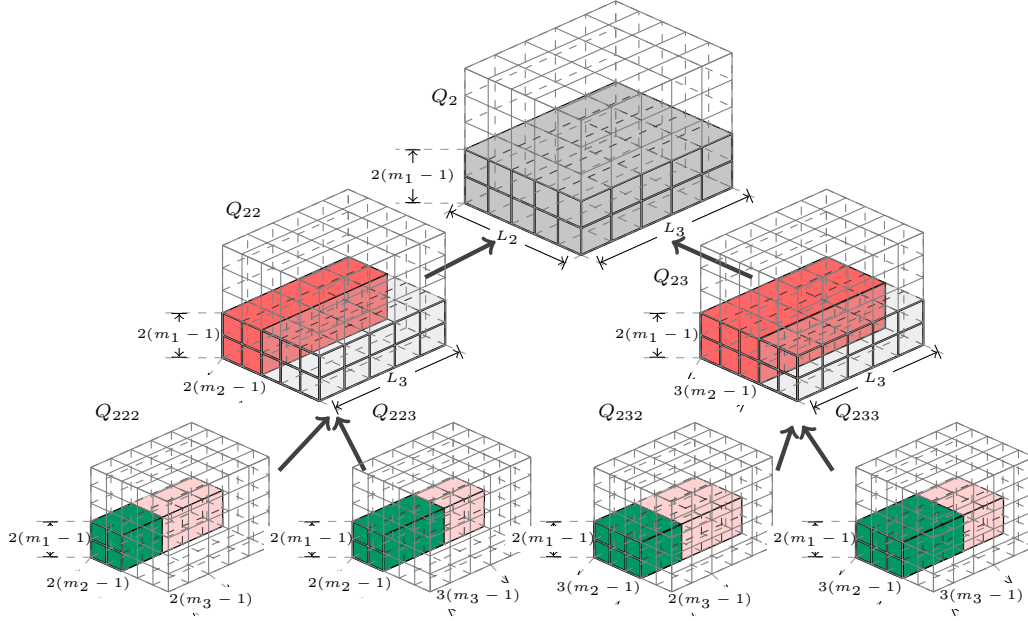 Q2
2(m1 − 1)
L2
L3
Q22
2(m1 − 1)
2(m2 − 1)
L3
Q23
2(m1 − 1)
3(m2 − 1)
L3
Q222
2(m1 − 1)
2(m2 − 1)
2(m3 − 1)
Q223
2(m1 − 1)
2(m2 − 1)
3(m3 − 1)
Q232
2(m1 − 1)
3(m2 − 1)
2(m3 − 1)
Q233
2(m1 − 1)
3(m2 − 1)
3(m3 − 1)